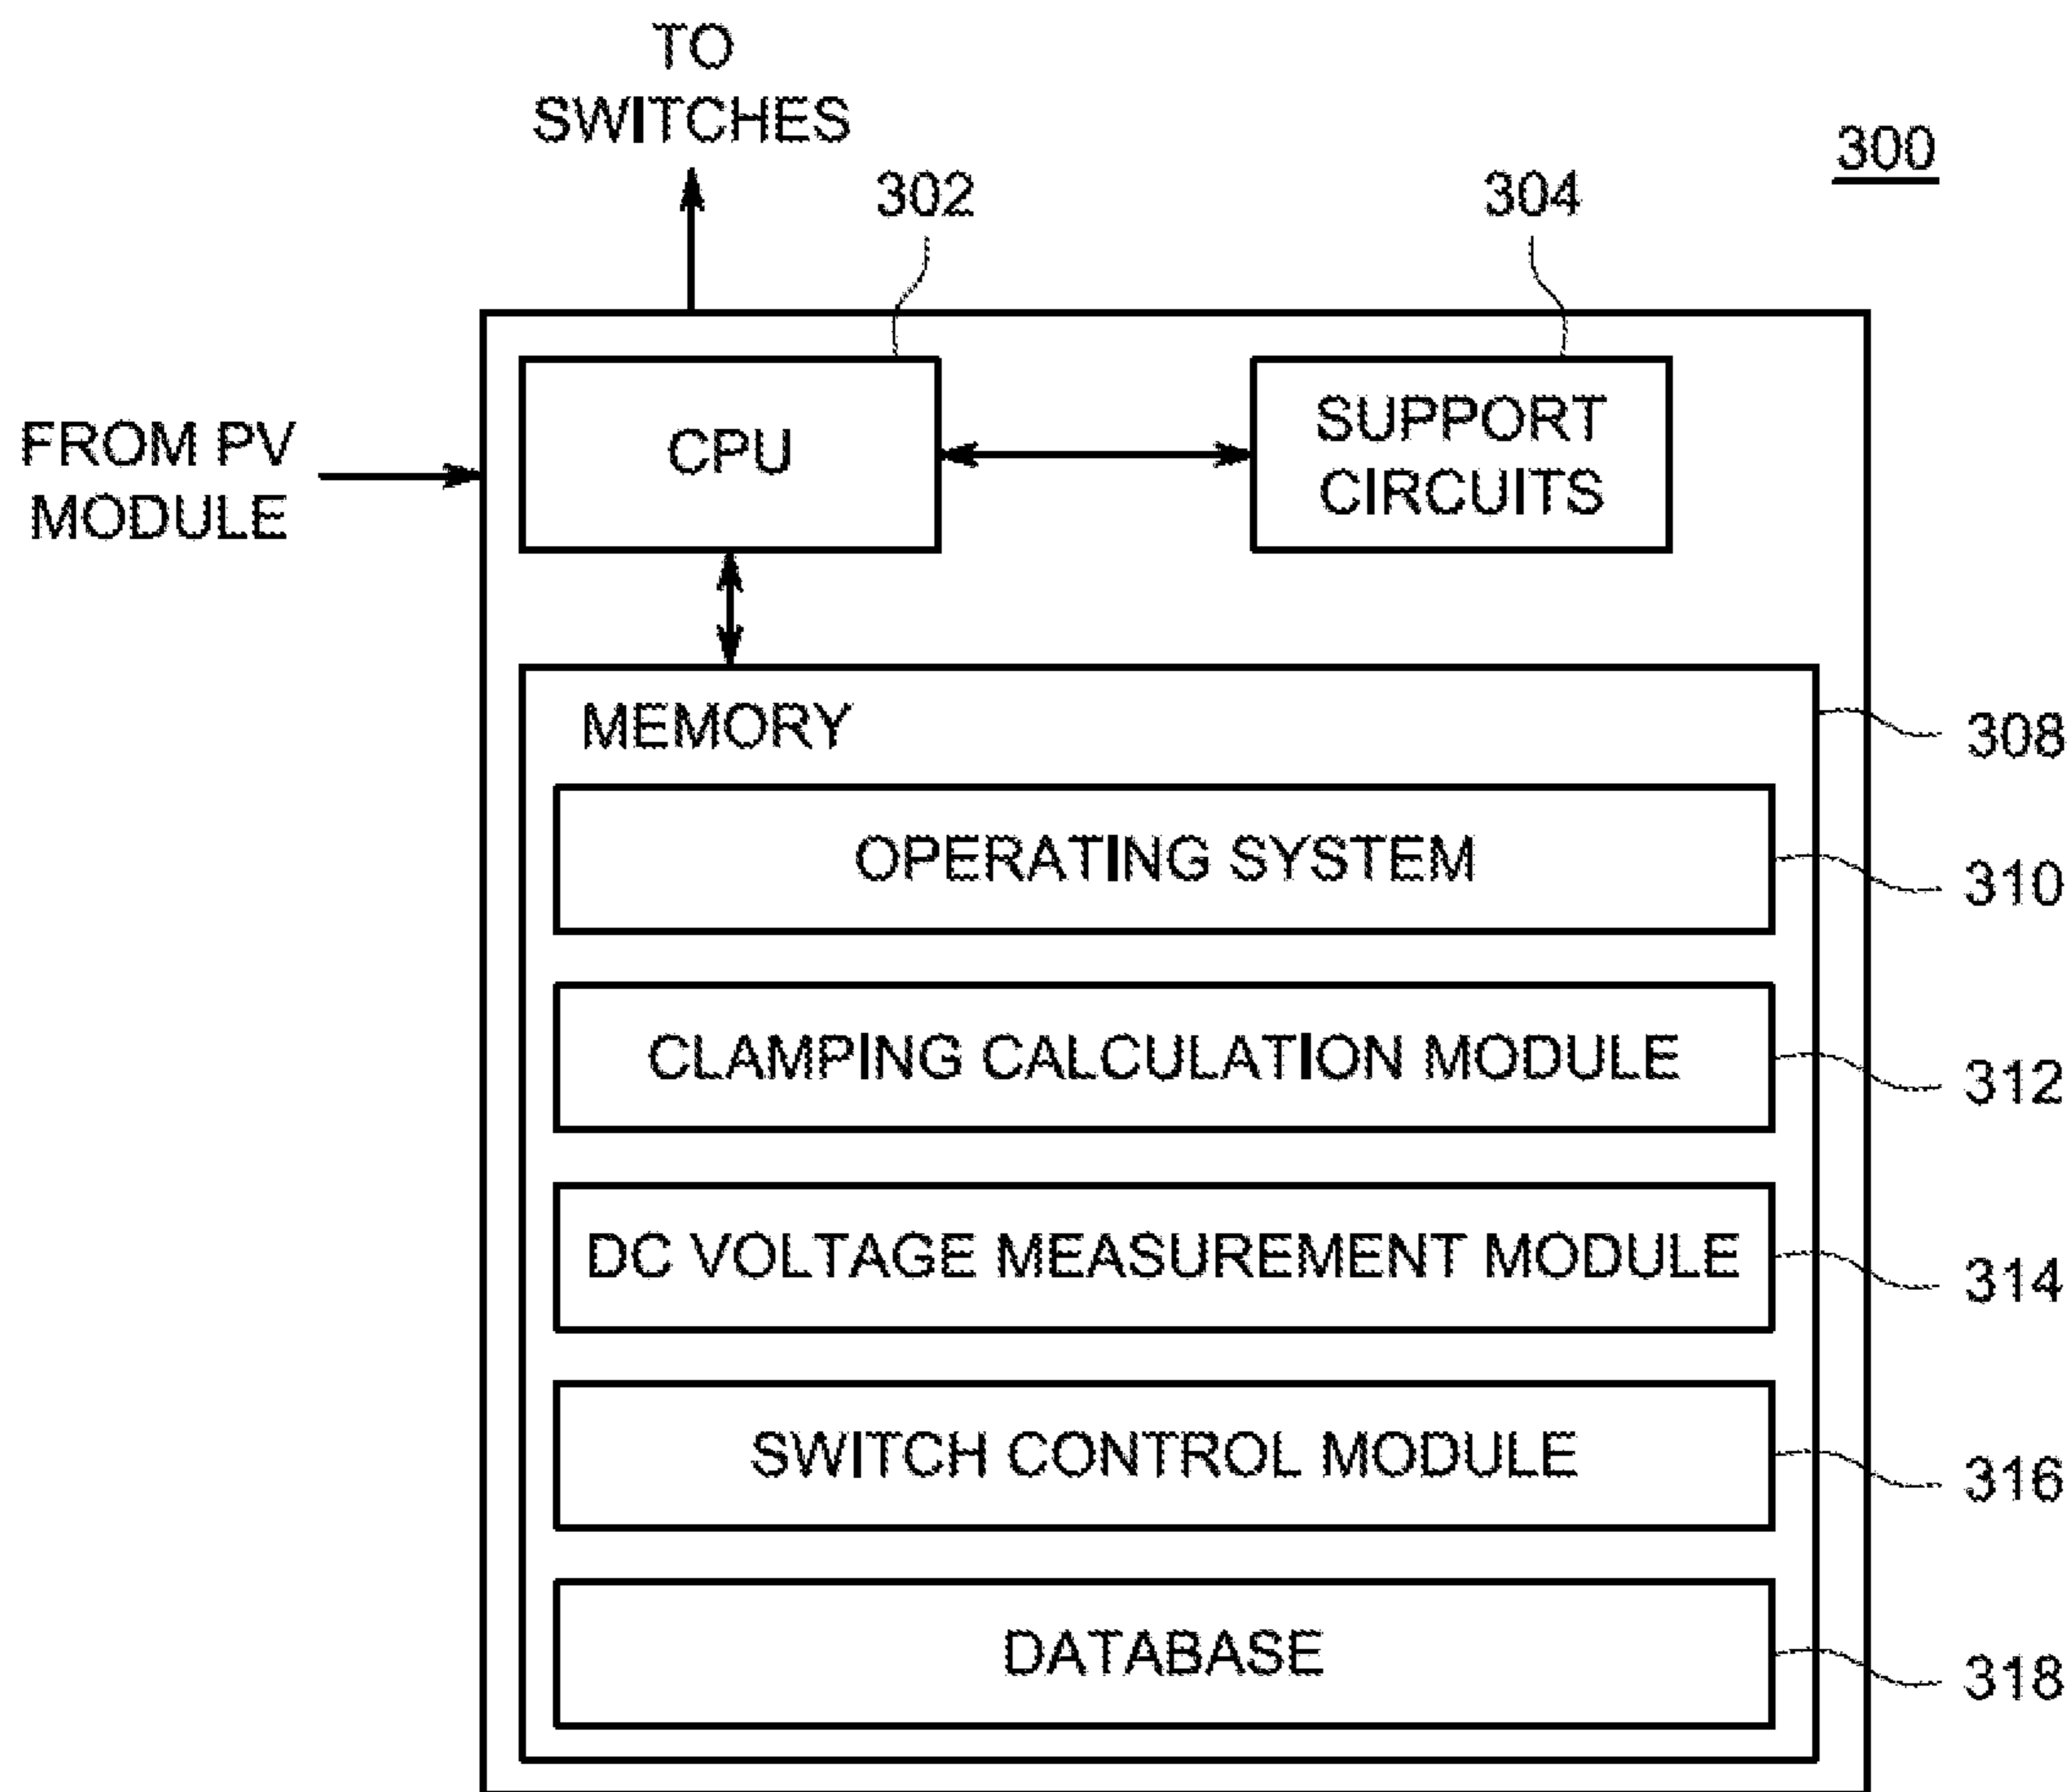 TO
SWITCHES
300
302
304
FROM PV
MODULE
CPU
SUPPORT
CIRCUITS
MEMORY
308
OPERATING SYSTEM
310
CLAMPING CALCULATION MODULE
312
DC VOLTAGE MEASUREMENT MODULE
314
SWITCH CONTROL MODULE
316
DATABASE
318